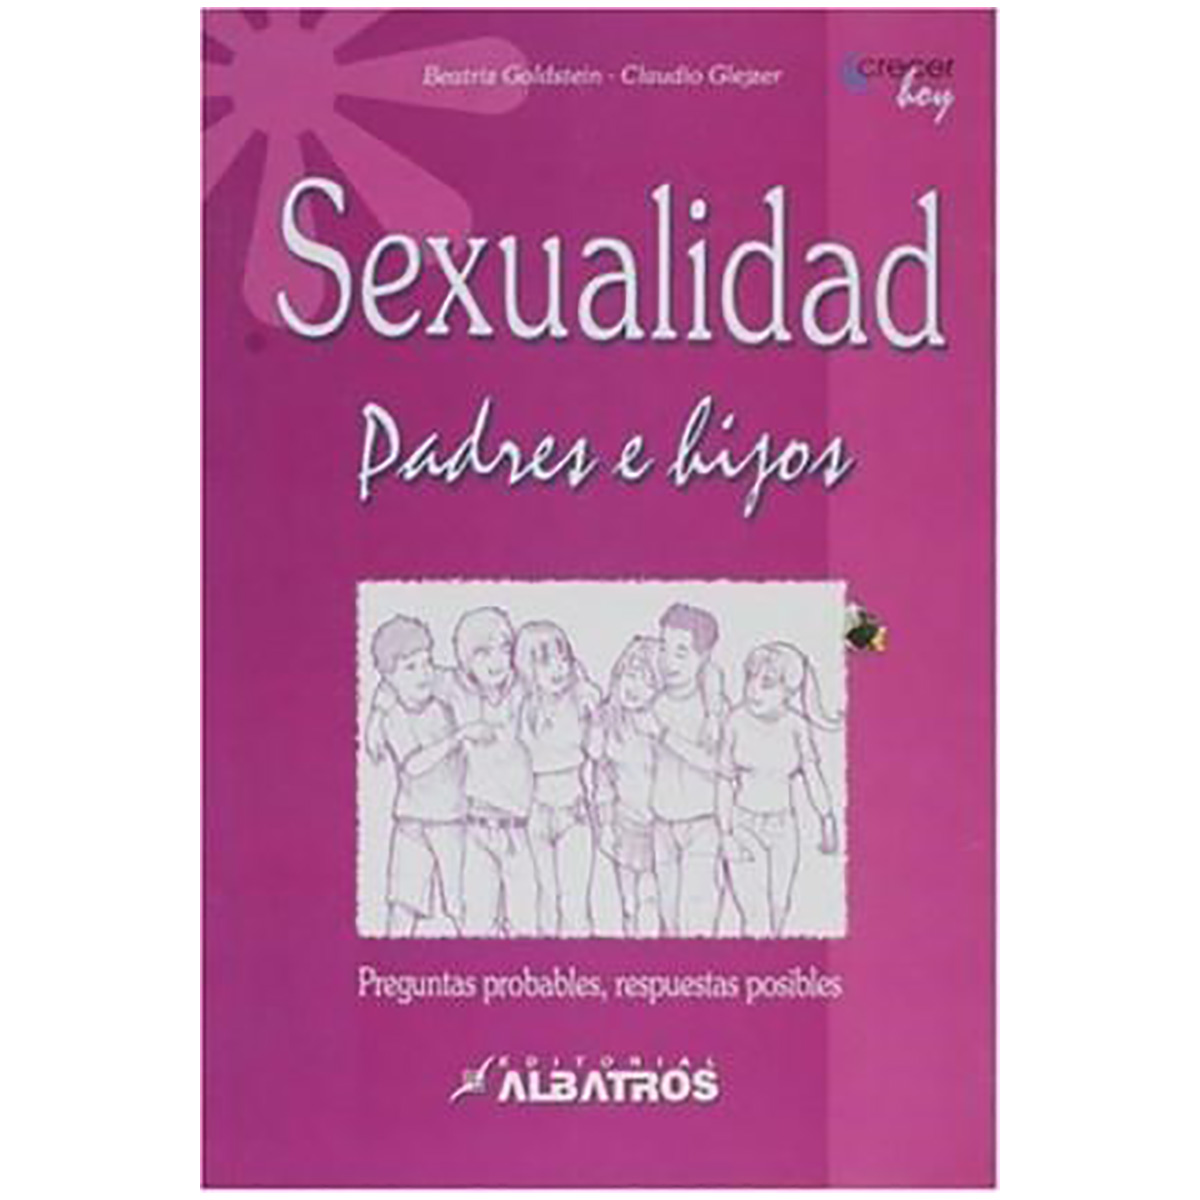 Beatriz Goldstein - Claudio Glejzer
crecer
hoy
Sexualidad
Padres e hijos
Preguntas probables, respuestas posibles
EDITORIAL
ALBATROS